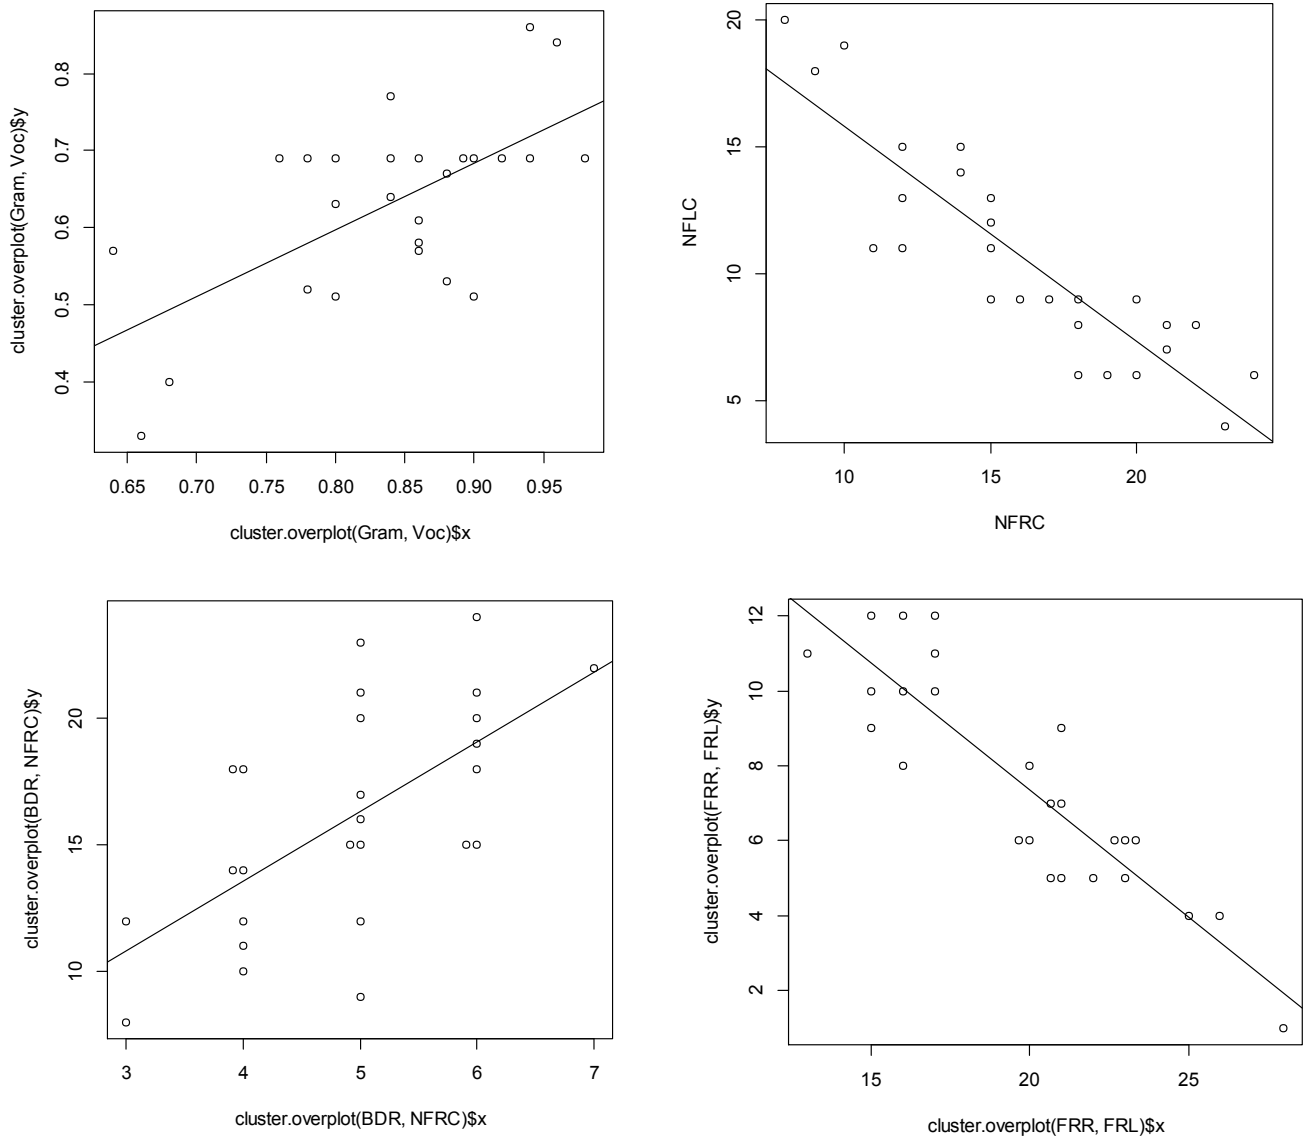 cluster.overplot(Gram, Voc)$y
0.8
0.7
0.6
0.5
0.4
0.65 0.70 0.75 0.80 0.85 0.90 0.95
cluster.overplot(Gram, Voc)$x
NFLC
20
15
10
5
10 15 20
NFRC
cluster.overplot(BDR, NFRC)$y
20
15
10
3 4 5 6 7
cluster.overplot(BDR, NFRC)$x
cluster.overplot(FRR, FRL)$y
12
10
8
6
4
2
15 20 25
cluster.overplot(FRR, FRL)$x